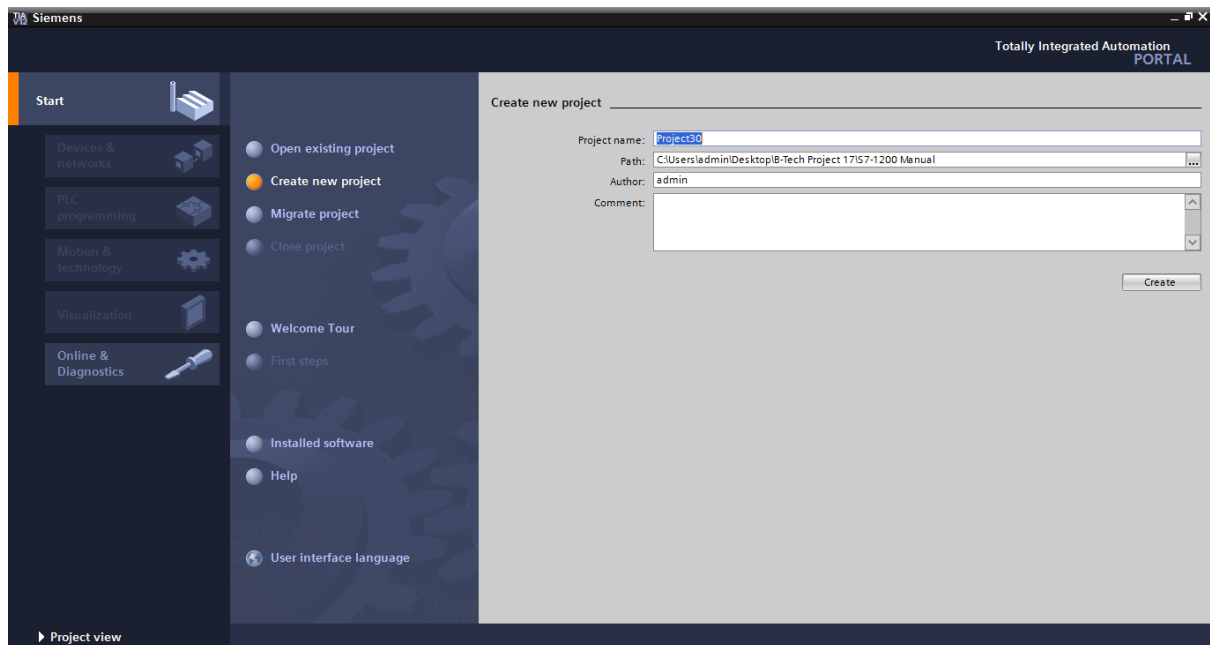 TIA V12 Siemens
Totally Integrated Automation
PORTAL
Start
Devices &
networks
PLC
programming
Motion &
technology
Visualization
Online &
Diagnostics
Open existing project
Create new project
Migrate project
Close project
Welcome Tour
First steps
Installed software
Help
User interface language
Create new project
Project name: Project30
Path: C:\Users\admin\Desktop\B-Tech Project 17\S7-1200 Manual
...
Author: admin
Comment:
Create
Project view